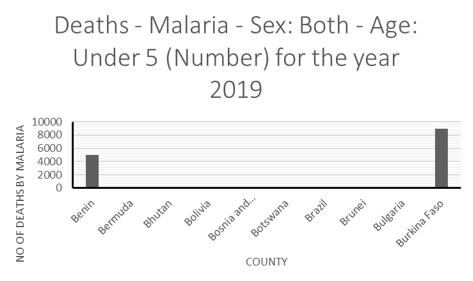 Deaths - Malaria - Sex: Both - Age:
Under 5 (Number) for the year
2019
NO OF DEATHS BY MALARIA
10000
8000
6000
4000
2000
0
Benin
Bermuda
Bhutan
Bolivia
Bosnia and...
Botswana
Brazil
Brunei
Bulgaria
Burkina Faso
COUNTY